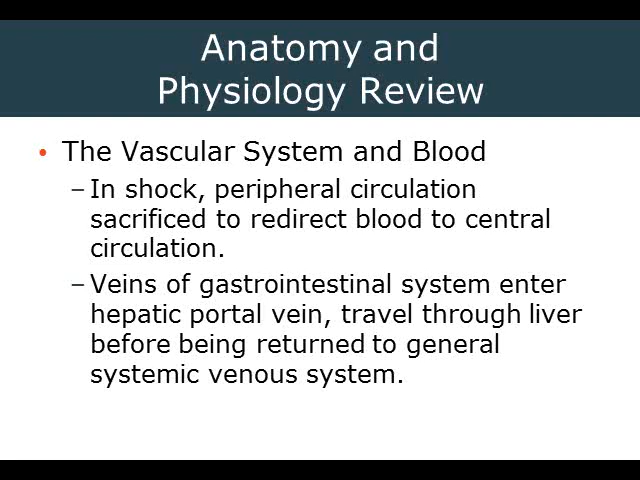 Anatomy and
Physiology Review
• The Vascular System and Blood
– In shock, peripheral circulation
sacrificed to redirect blood to central
circulation.
– Veins of gastrointestinal system enter
hepatic portal vein, travel through liver
before being returned to general
systemic venous system.